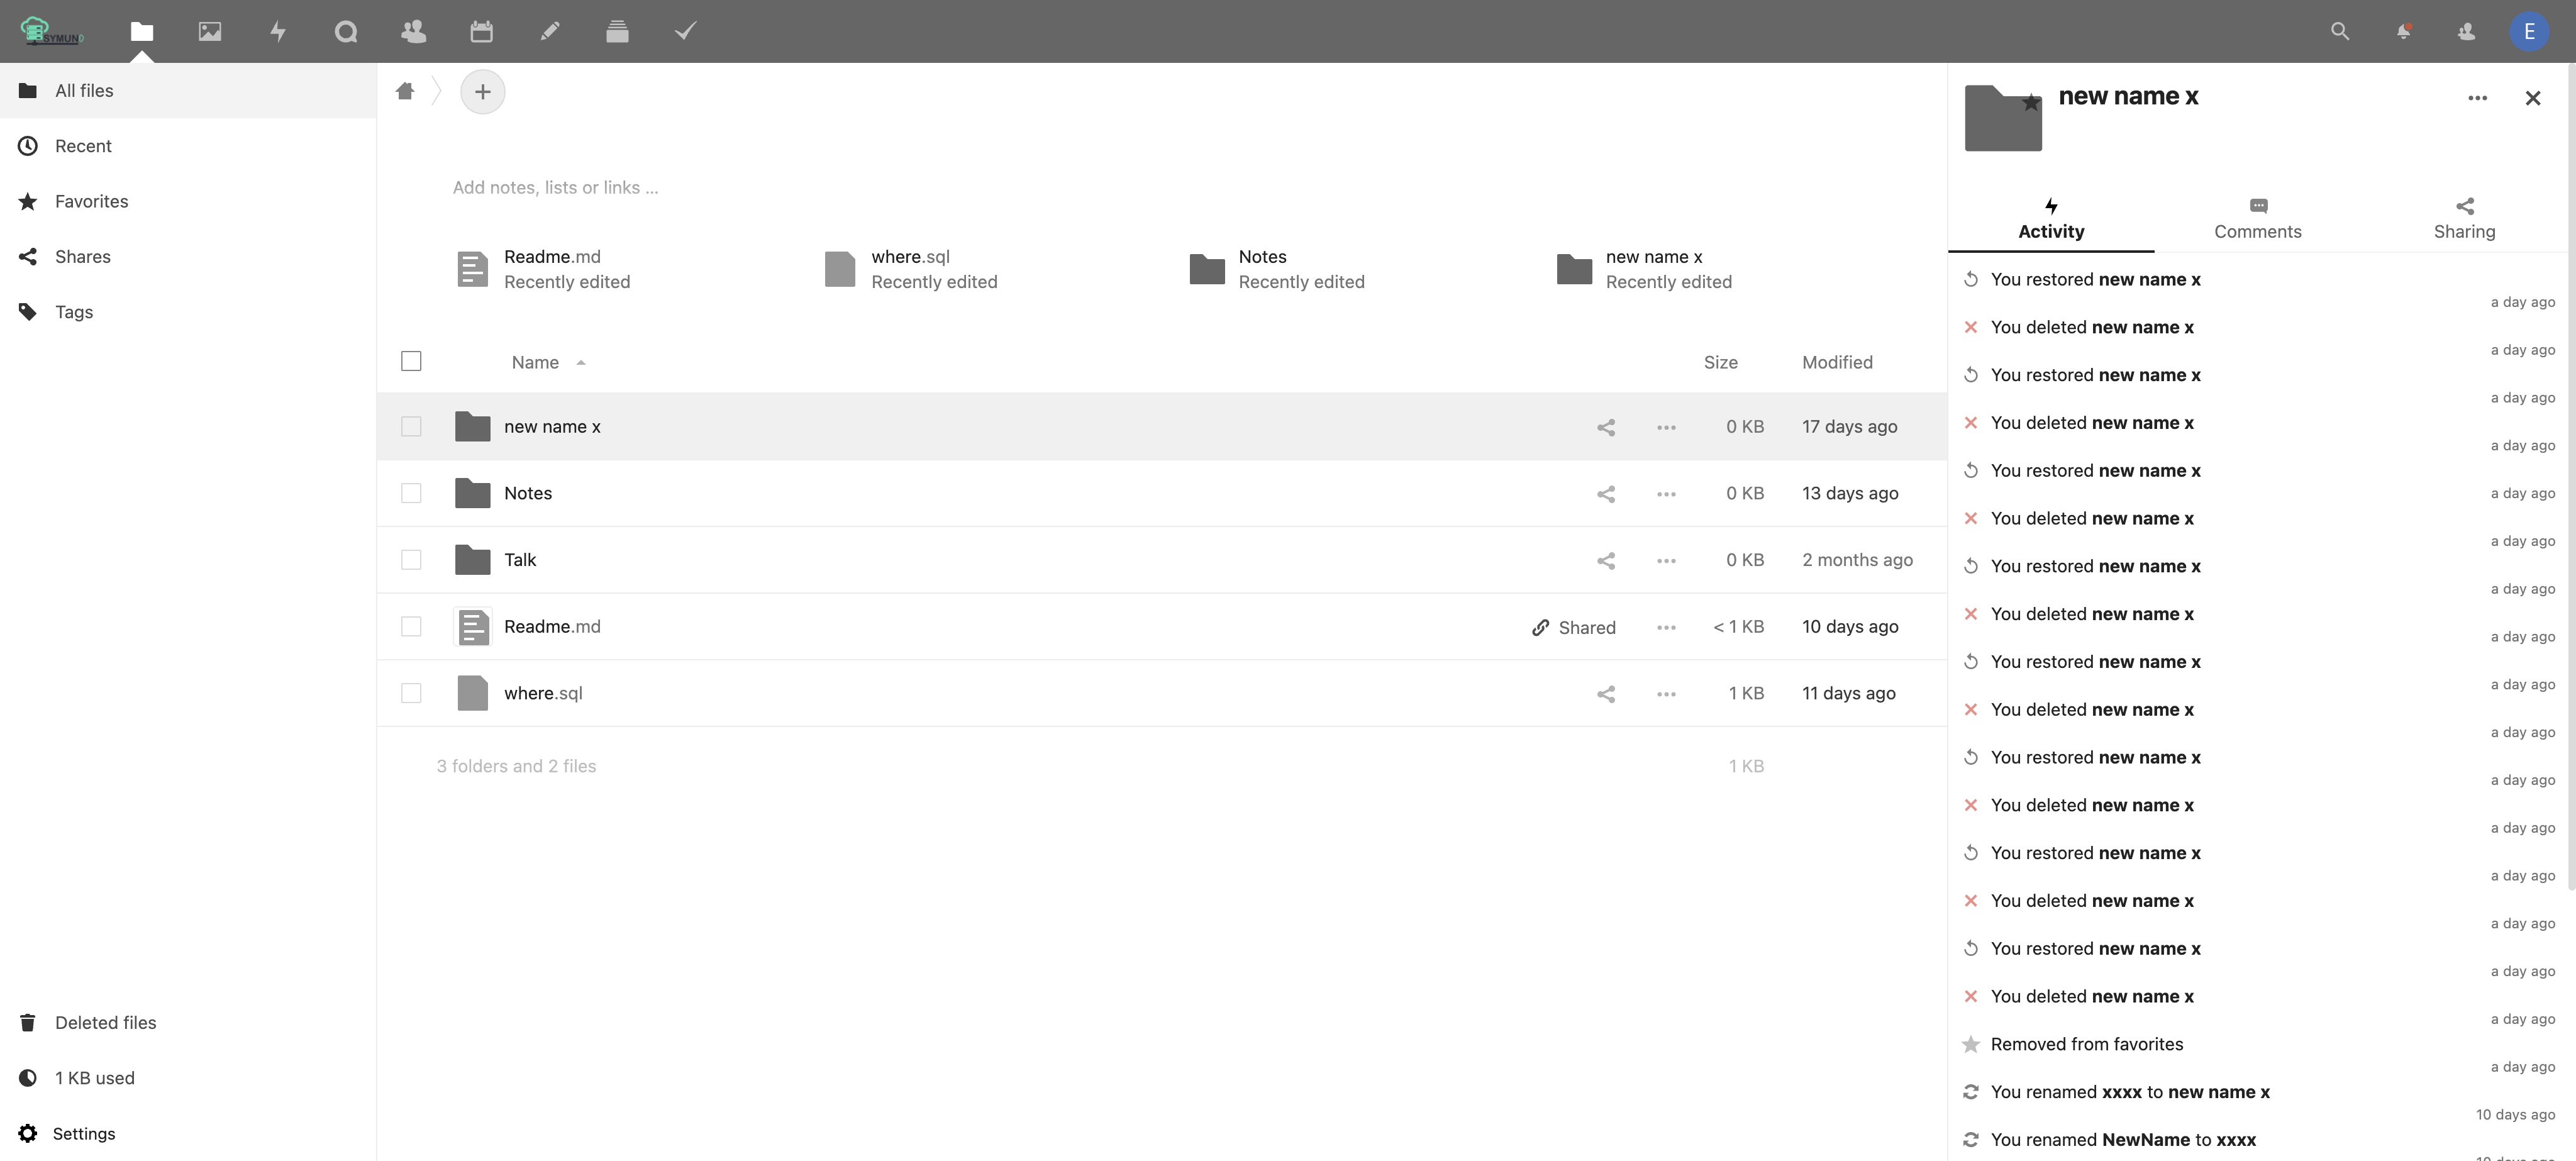 SYMUND
E
All files
Recent
Favorites
Shares
Tags
Deleted files
1 KB used
Settings
Add notes, lists or links ...
Readme.md
Recently edited
where.sql
Recently edited
Notes
Recently edited
new name x
Recently edited
Name
Size
Modified
new name x
0 KB
17 days ago
Notes
0 KB
13 days ago
Talk
0 KB
2 months ago
Readme.md
Shared
< 1 KB
10 days ago
where.sql
1 KB
11 days ago
3 folders and 2 files
1 KB
new name x
Activity
Comments
Sharing
You restored new name x
a day ago
You deleted new name x
a day ago
You restored new name x
a day ago
You deleted new name x
a day ago
You restored new name x
a day ago
You deleted new name x
a day ago
You restored new name x
a day ago
You deleted new name x
a day ago
You restored new name x
a day ago
You deleted new name x
a day ago
You restored new name x
a day ago
You deleted new name x
a day ago
You restored new name x
a day ago
You deleted new name x
a day ago
You restored new name x
a day ago
You deleted new name x
a day ago
Removed from favorites
a day ago
You renamed xxxx to new name x
10 days ago
You renamed NewName to xxxx